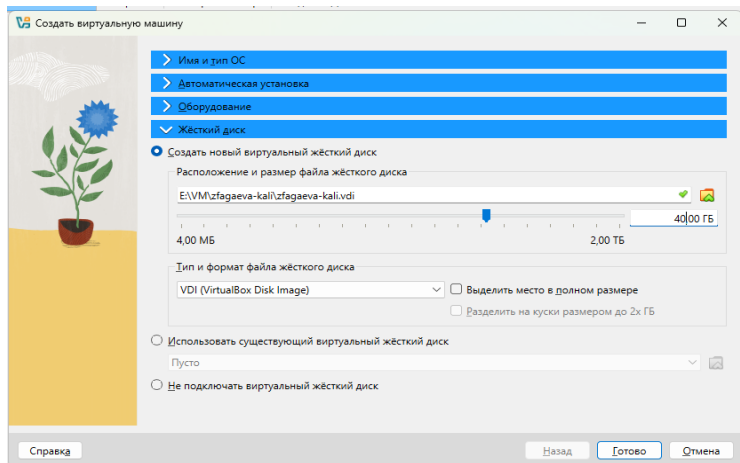 Создать виртуальную машину
Имя и тип ОС
Автоматическая установка
Оборудование
Жёсткий диск
Создать новый виртуальный жёсткий диск
Расположение и размер файла жёсткого диска
E:\VM\zfagaeva-kali\zfagaeva-kali.vdi
40,00 ГБ
4,00 МБ 2,00 ТБ
Тип и формат файла жёсткого диска
VDI (VirtualBox Disk Image) Выделить место в полном размере
Разделить на куски размером до 2х ГБ
Использовать существующий виртуальный жёсткий диск
Пусто
Не подключать виртуальный жёсткий диск
Справка Назад Готово Отмена